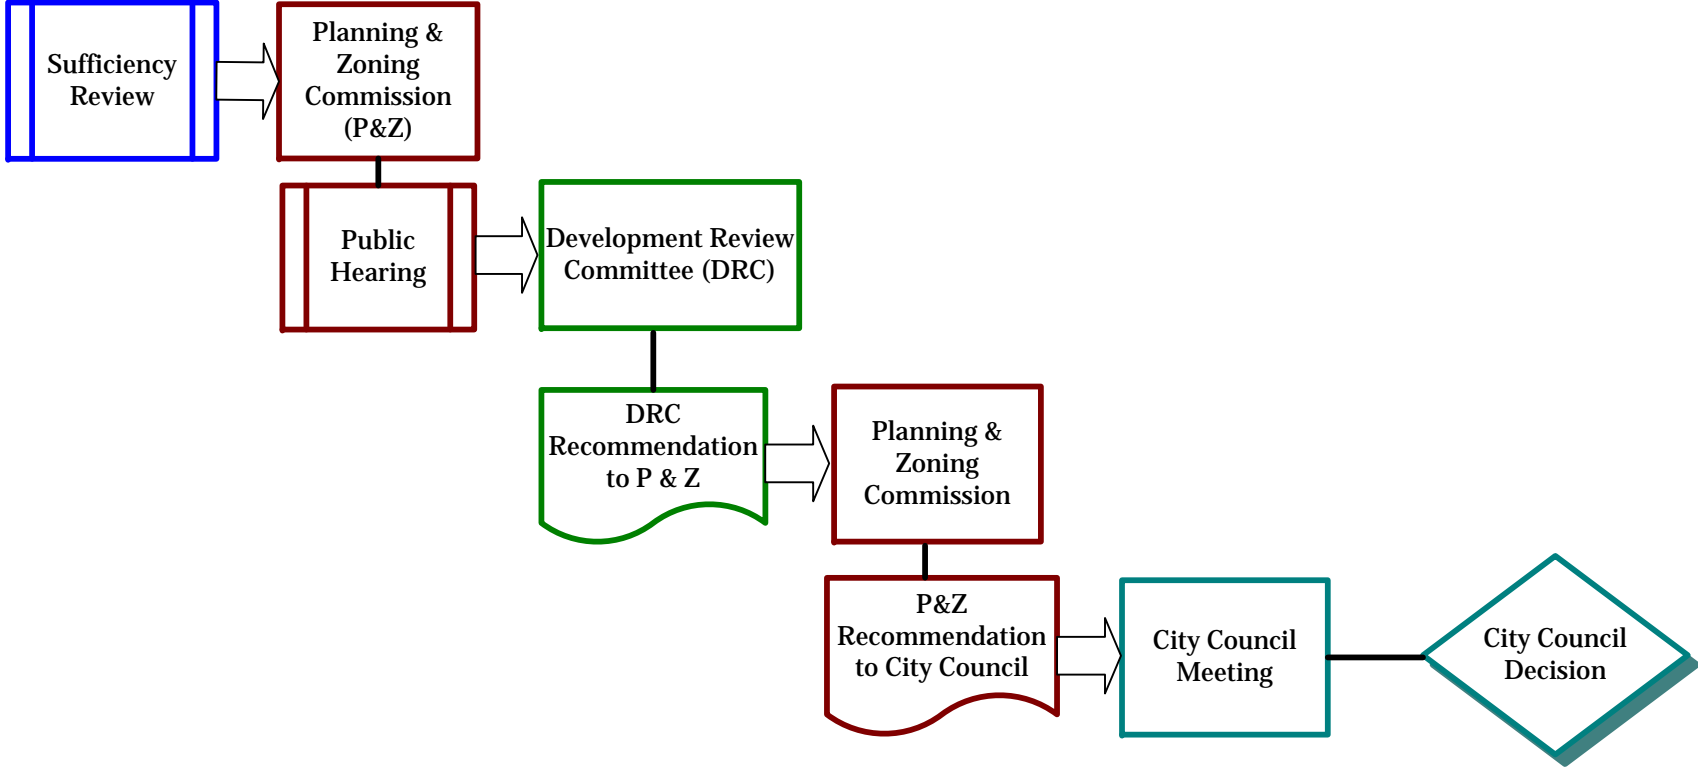 Sufficiency
Review
Planning &
Zoning
Commission
(P&Z)
Public
Hearing
Development Review
Committee (DRC)
DRC
Recommendation
to P & Z
Planning &
Zoning
Commission
P&Z
Recommendation
to City Council
City Council
Meeting
City Council
Decision